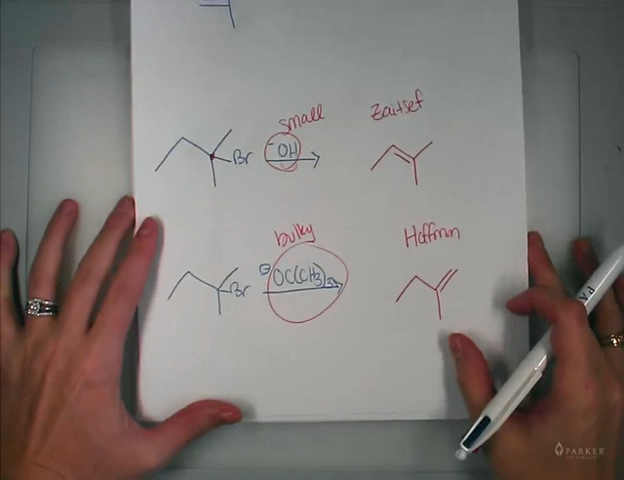 small Zaitsef
Br -OH
bulky Hoffman
Br ⊖OC(CH3)3
PARKER